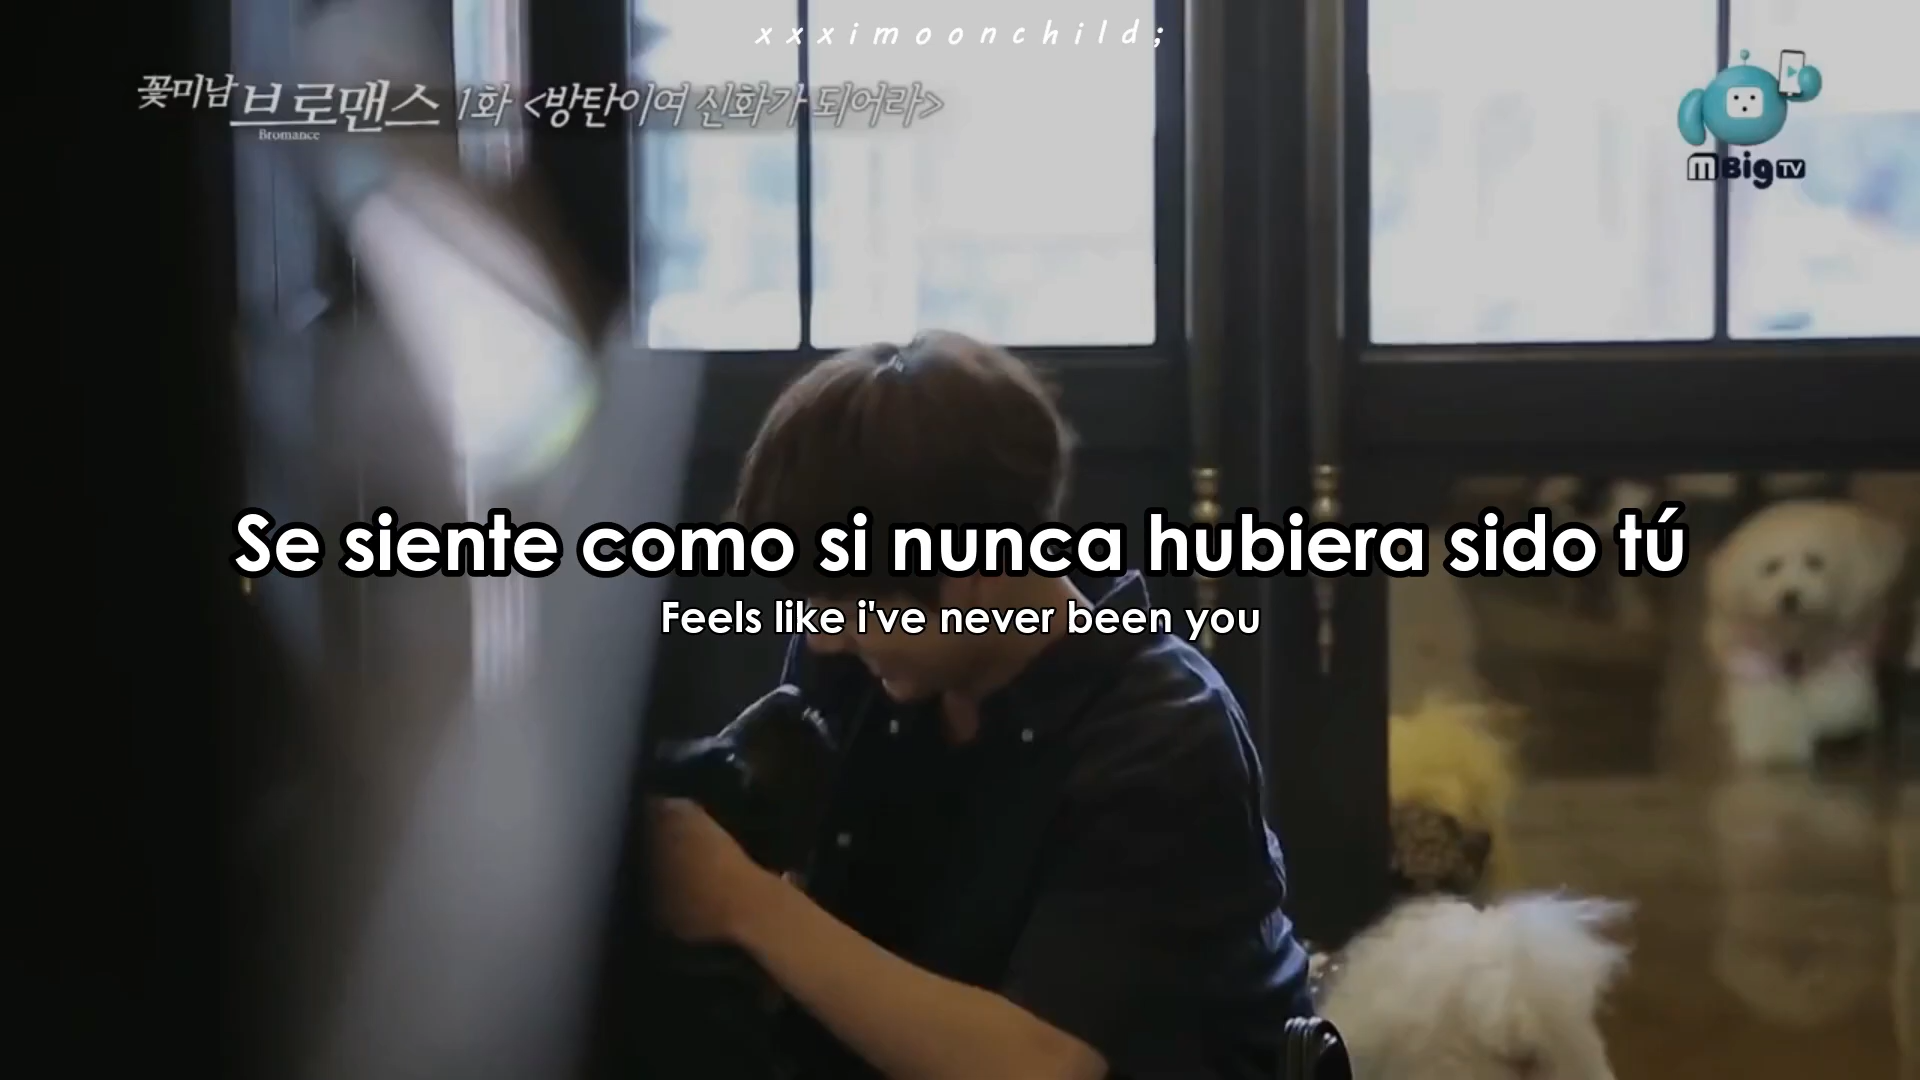 xxximoonchild;
꽃미남 브로맨스 1화 <방탄이여 신화가 되어라>
Bromance
MBig TV
Se siente como si nunca hubiera sido tú
Feels like i've never been you